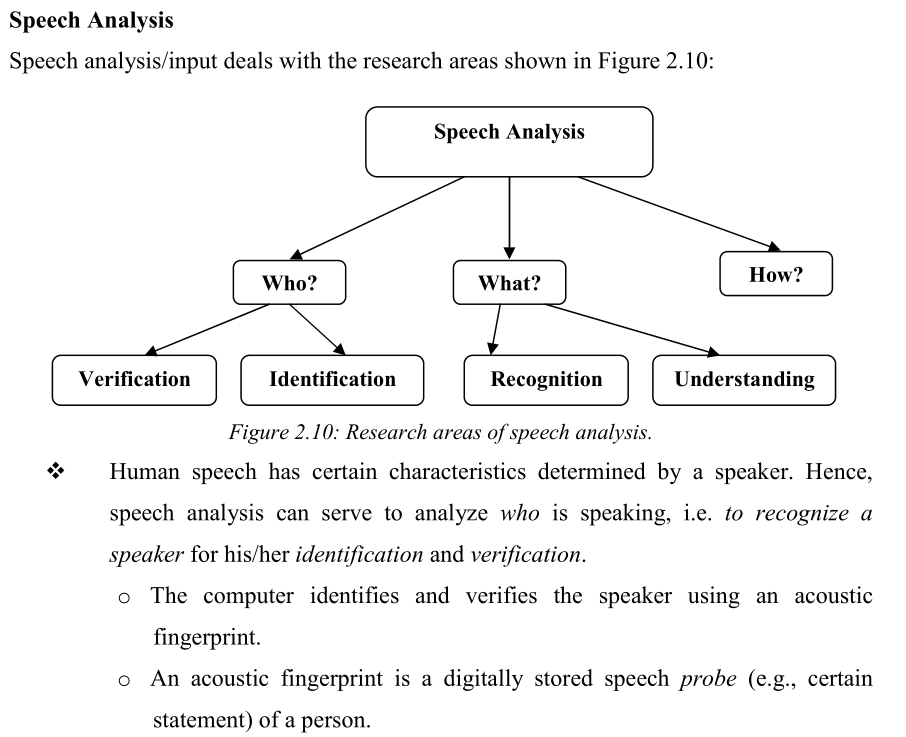 Speech Analysis
Speech analysis/input deals with the research areas shown in Figure 2.10:
Speech Analysis
Who?
What?
How?
Verification
Identification
Recognition
Understanding
Figure 2.10: Research areas of speech analysis.
❖ Human speech has certain characteristics determined by a speaker. Hence,
speech analysis can serve to analyze who is speaking, i.e. to recognize a
speaker for his/her identification and verification.
o The computer identifies and verifies the speaker using an acoustic
fingerprint.
o An acoustic fingerprint is a digitally stored speech probe (e.g., certain
statement) of a person.